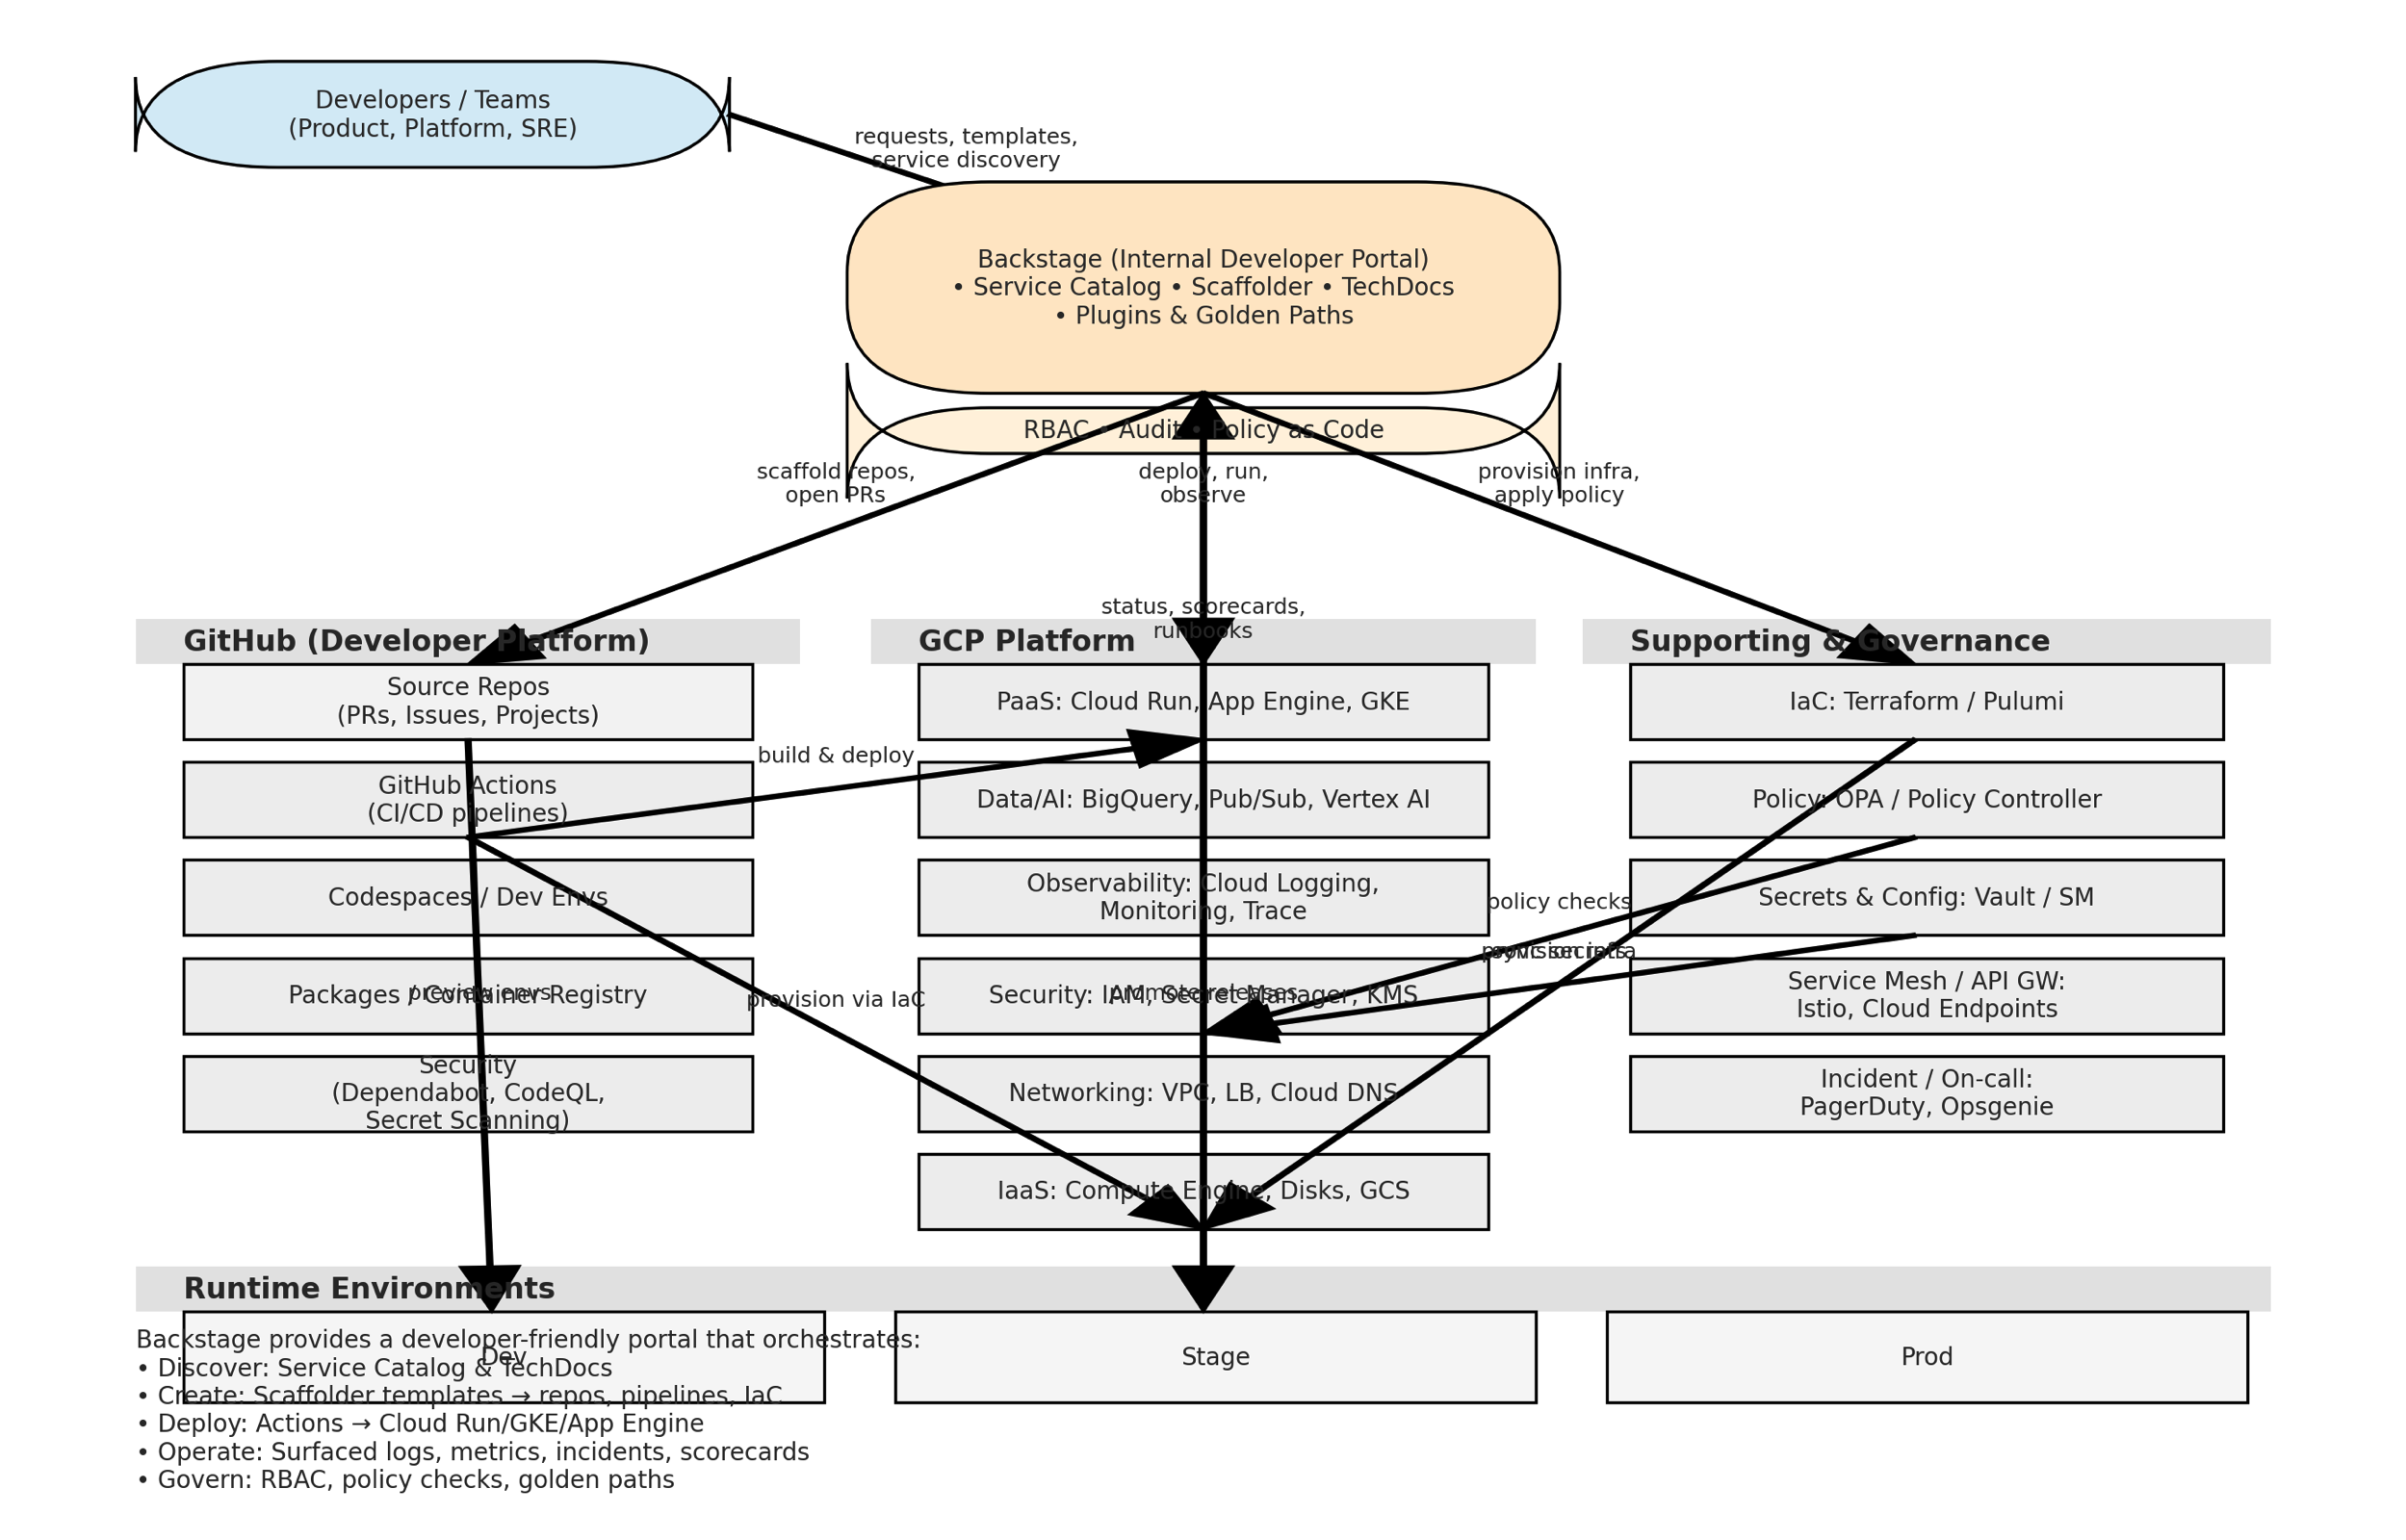 Developers / Teams
(Product, Platform, SRE)
requests, templates,
service discovery
Backstage (Internal Developer Portal)
• Service Catalog • Scaffolder • TechDocs
• Plugins & Golden Paths
RBAC • Audit • Policy as Code
scaffold repos,
open PRs
deploy, run,
observe
provision infra,
apply policy
status, scorecards,
runbooks
GitHub (Developer Platform)
Source Repos
(PRs, Issues, Projects)
GitHub Actions
(CI/CD pipelines)
Codespaces / Dev Envs
Packages / Container Registry
preview envs
Security
(Dependabot, CodeQL,
Secret Scanning)
build & deploy
provision via IaC
GCP Platform
PaaS: Cloud Run, App Engine, GKE
Data/AI: BigQuery, Pub/Sub, Vertex AI
Observability: Cloud Logging,
Monitoring, Trace
Security: IAM, Secret Manager, KMS
promote releases
Networking: VPC, LB, Cloud DNS
IaaS: Compute Engine, Disks, GCS
policy checks
provision infra
sync secrets
Supporting & Governance
IaC: Terraform / Pulumi
Policy: OPA / Policy Controller
Secrets & Config: Vault / SM
Service Mesh / API GW:
Istio, Cloud Endpoints
Incident / On-call:
PagerDuty, Opsgenie
Runtime Environments
Dev
Stage
Prod
Backstage provides a developer-friendly portal that orchestrates:
• Discover: Service Catalog & TechDocs
• Create: Scaffolder templates → repos, pipelines, IaC
• Deploy: Actions → Cloud Run/GKE/App Engine
• Operate: Surfaced logs, metrics, incidents, scorecards
• Govern: RBAC, policy checks, golden paths